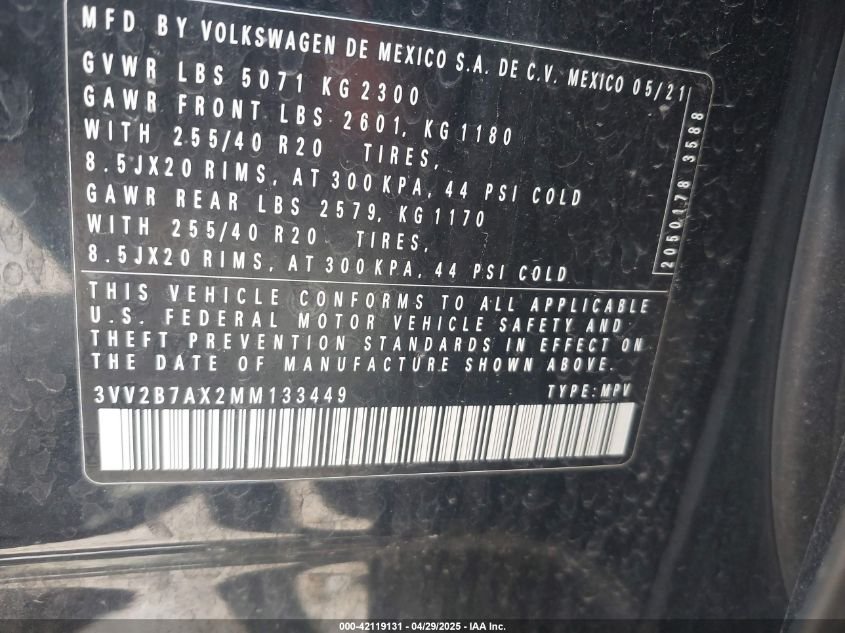 MFD BY VOLKSWAGEN DE MEXICO S.A. DE C.V. MEXICO 05/21
GVWR LBS 5071 KG 2300
GAWR FRONT LBS 2601, KG 1180
WITH 255/40 R20 TIRES,
8.5JX20 RIMS, AT 300 KPA, 44 PSI COLD
GAWR REAR LBS 2579, KG 1170
WITH 255/40 R20 TIRES,
8.5JX20 RIMS, AT 300 KPA, 44 PSI COLD
2050178 3588
THIS VEHICLE CONFORMS TO ALL APPLICABLE
U.S. FEDERAL MOTOR VEHICLE SAFETY AND
THEFT PREVENTION STANDARDS IN EFFECT ON
THE DATE OF MANUFACTURE SHOWN ABOVE.
3VV2B7AX2MM133449 TYPE: MPV
000-42119131 - 04/29/2025 - IAA Inc.